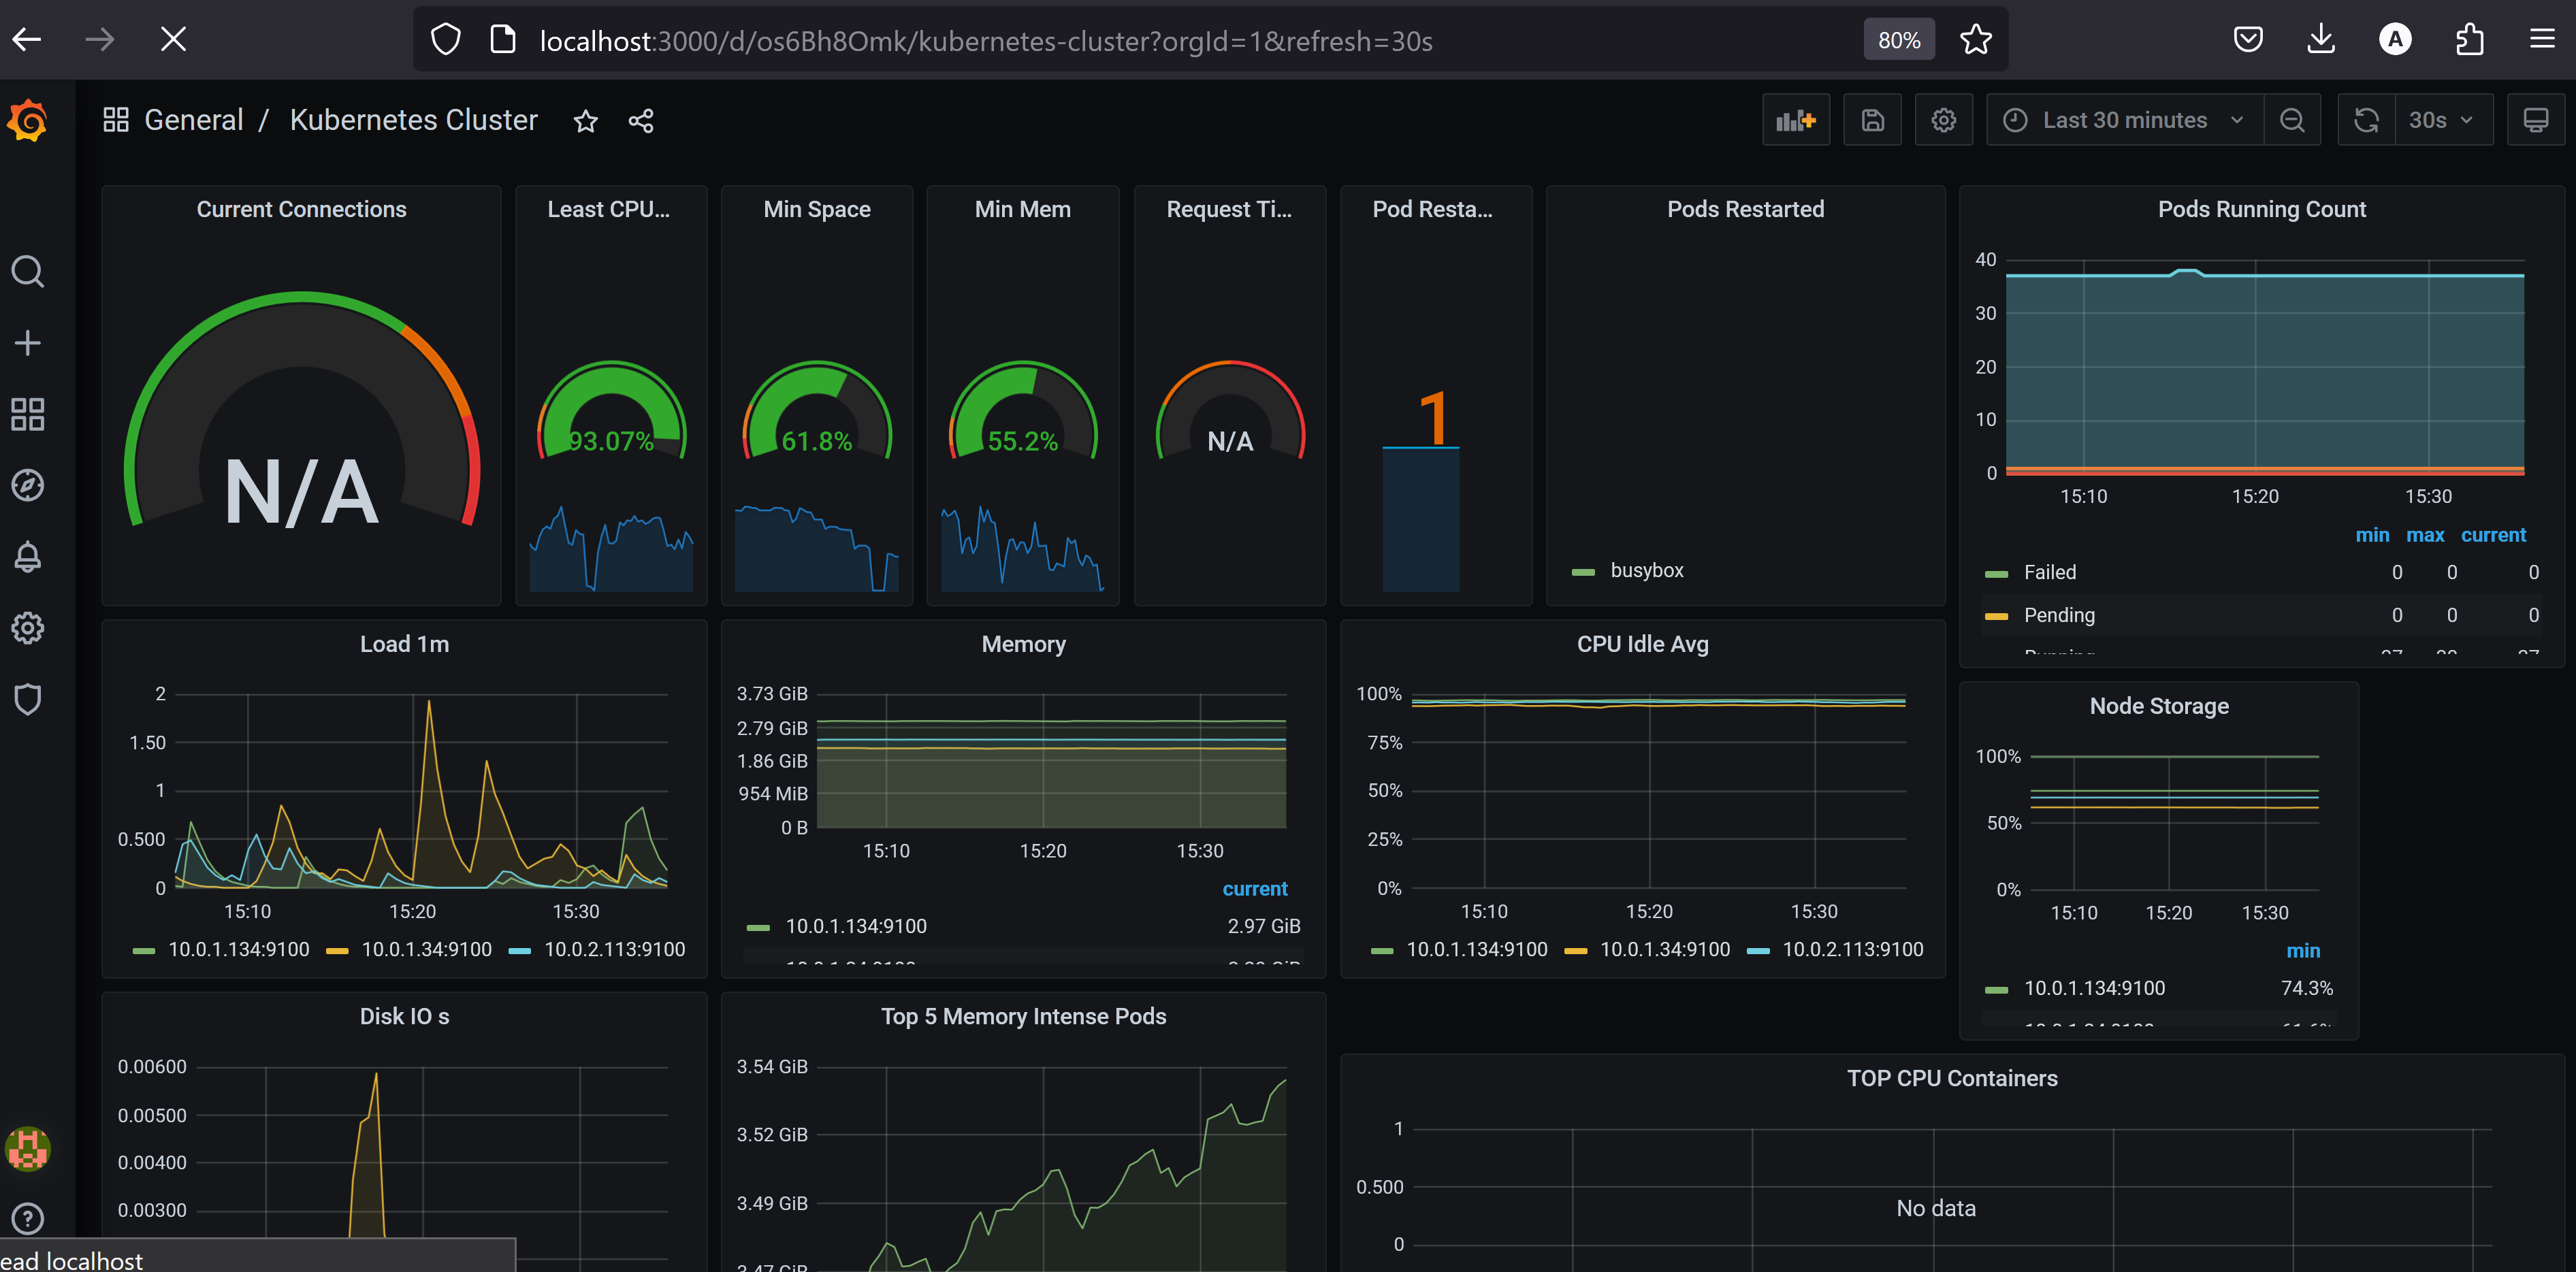 localhost:3000/d/os6Bh8Omk/kubernetes-cluster?orgId=1&refresh=30s
80%
A
General / Kubernetes Cluster
Last 30 minutes
30s
Current Connections
N/A
Least CPU...
93.07%
Min Space
61.8%
Min Mem
55.2%
Request Ti...
N/A
Pod Resta...
1
Pods Restarted
busybox
Pods Running Count
40
30
20
10
0
15:10 15:20 15:30
min max current
Failed 0 0 0
Pending 0 0 0
Load 1m
2
1.50
1
0.500
0
15:10 15:20 15:30
10.0.1.134:9100 10.0.1.34:9100 10.0.2.113:9100
Memory
3.73 GiB
2.79 GiB
1.86 GiB
954 MiB
0 B
15:10 15:20 15:30
current
10.0.1.134:9100 2.97 GiB
CPU Idle Avg
100%
75%
50%
25%
0%
15:10 15:20 15:30
10.0.1.134:9100 10.0.1.34:9100 10.0.2.113:9100
Node Storage
100%
50%
0%
15:10 15:20 15:30
min
10.0.1.134:9100 74.3%
Disk IO s
0.00600
0.00500
0.00400
0.00300
Top 5 Memory Intense Pods
3.54 GiB
3.52 GiB
3.49 GiB
3.47 GiB
TOP CPU Containers
1
0.500
0
No data
ead localhost